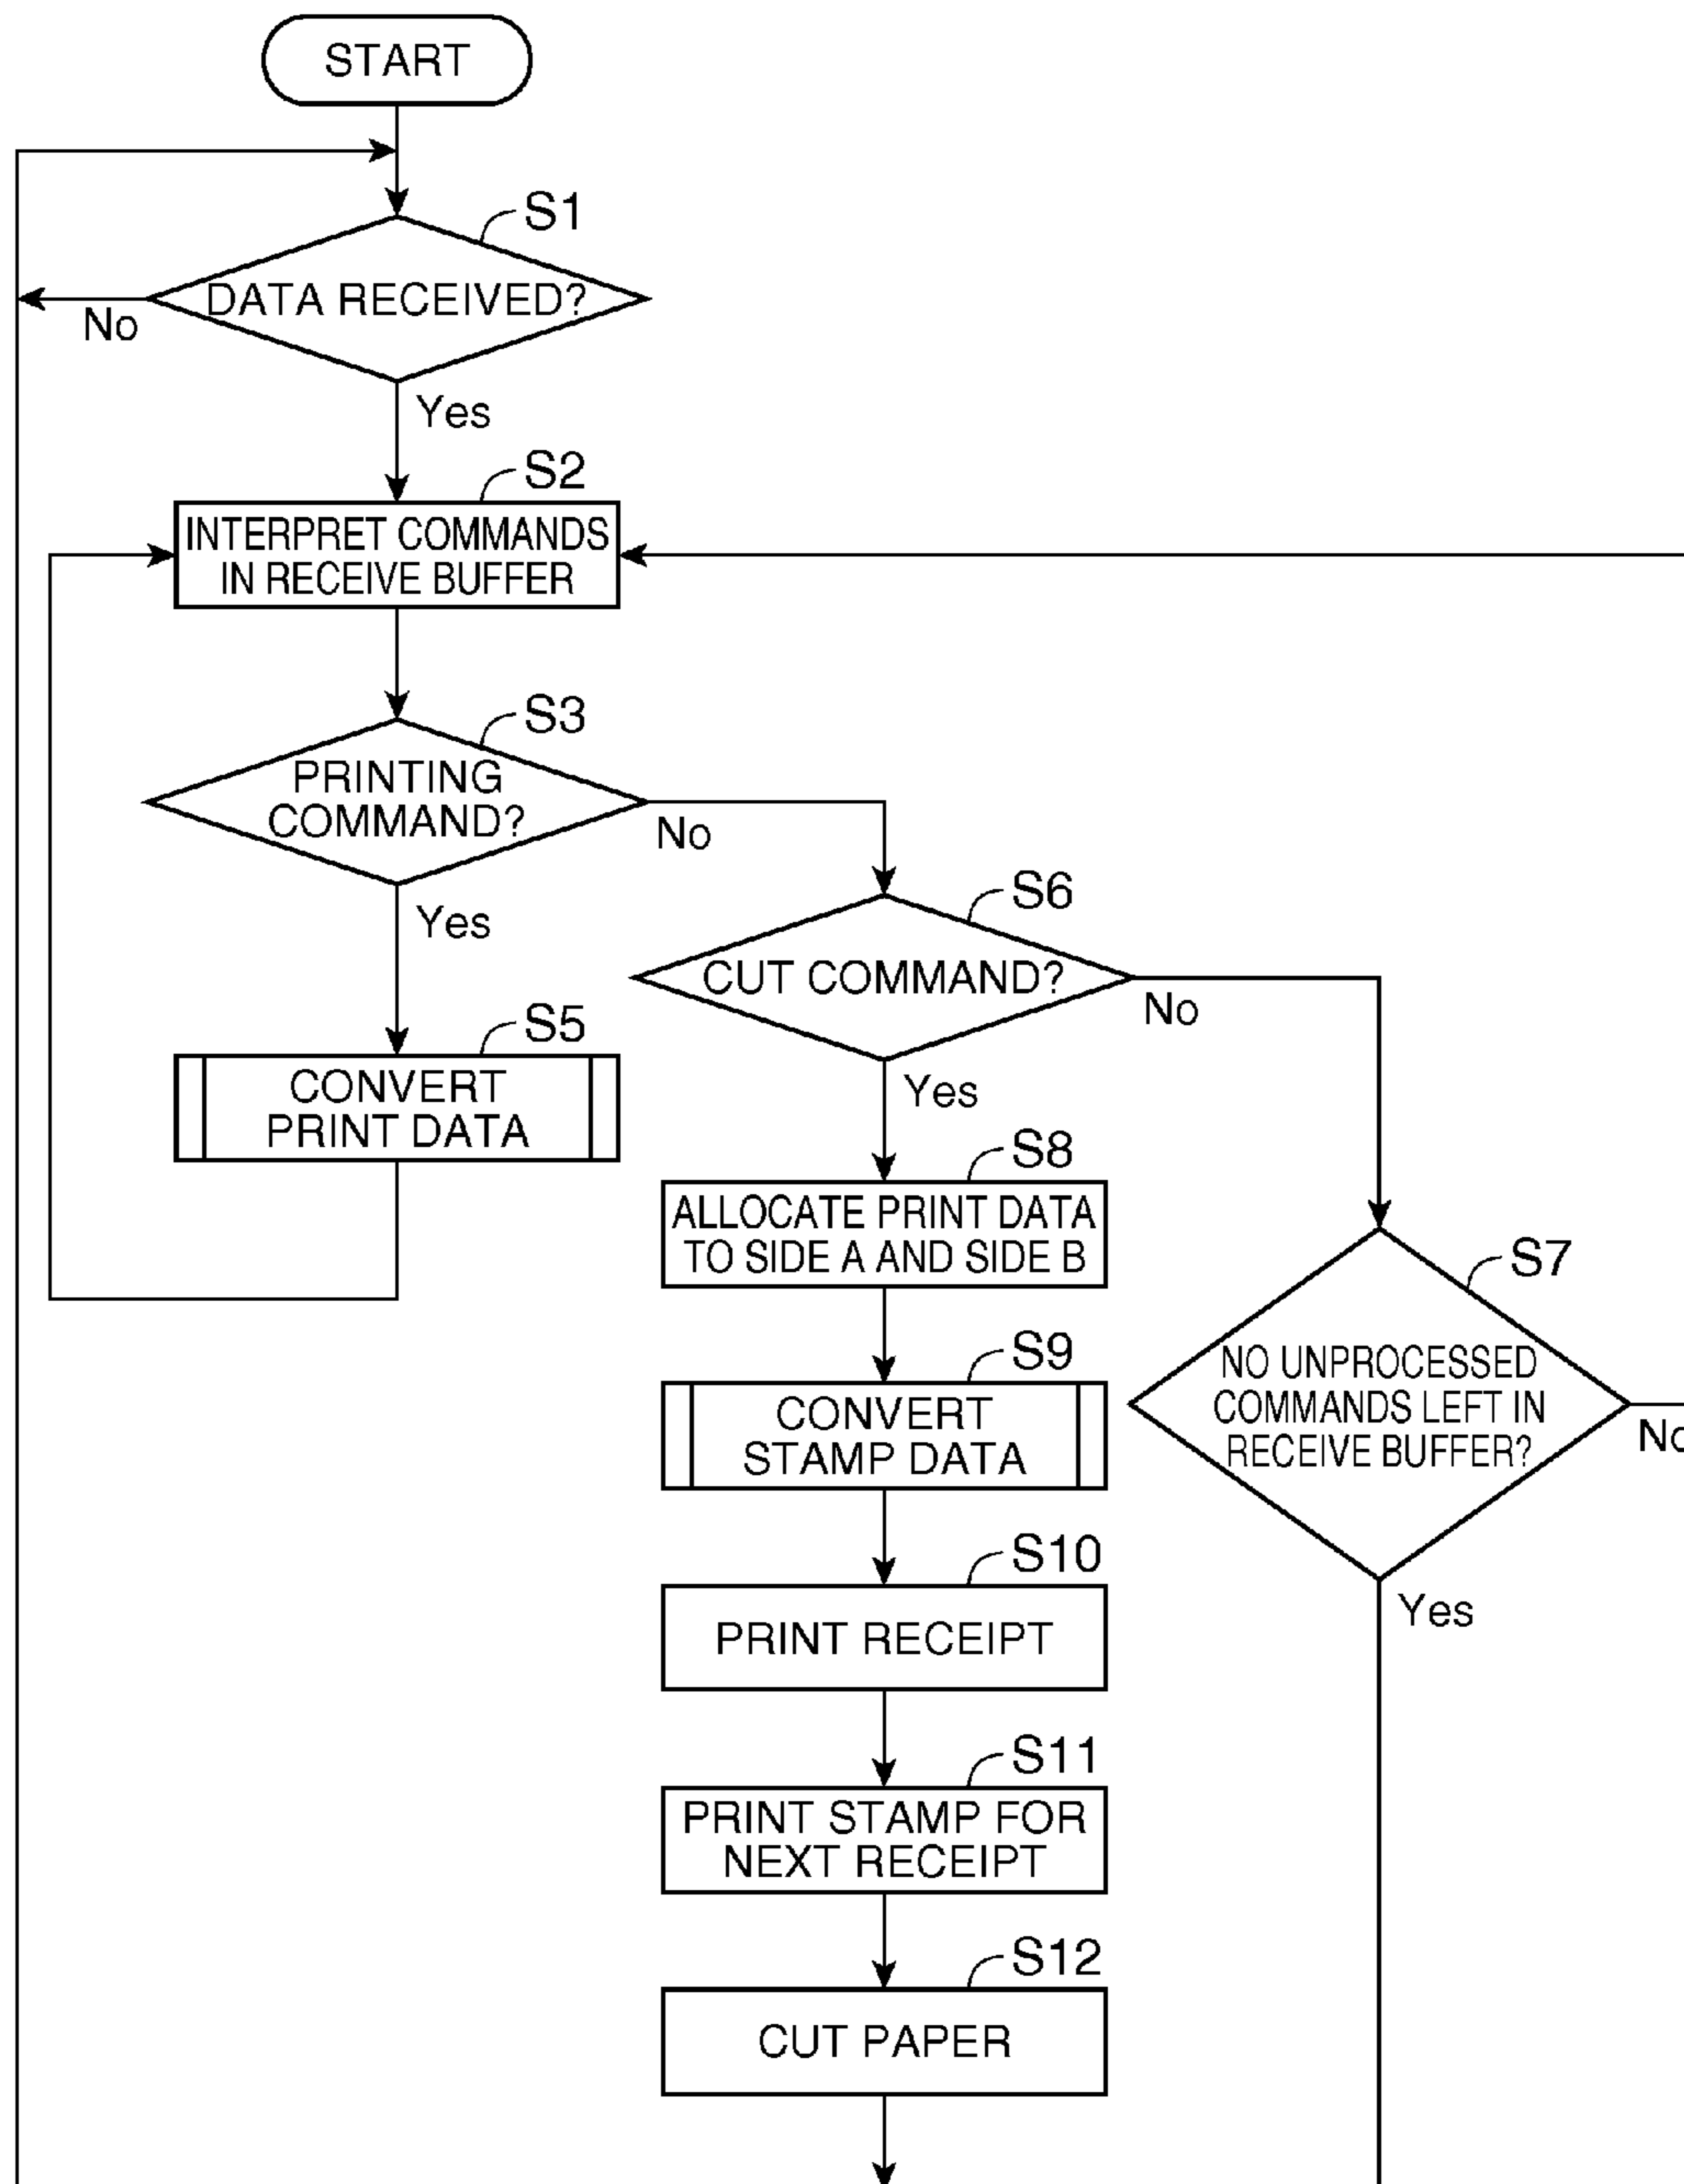 START
S1
DATA RECEIVED?
No
Yes
S2
INTERPRET COMMANDS
IN RECEIVE BUFFER
S3
PRINTING
COMMAND?
No
Yes
S6
CUT COMMAND?
No
Yes
S5
CONVERT
PRINT DATA
S8
ALLOCATE PRINT DATA
TO SIDE A AND SIDE B
S7
NO UNPROCESSED
COMMANDS LEFT IN
RECEIVE BUFFER?
No
Yes
S9
CONVERT
STAMP DATA
S10
PRINT RECEIPT
S11
PRINT STAMP FOR
NEXT RECEIPT
S12
CUT PAPER